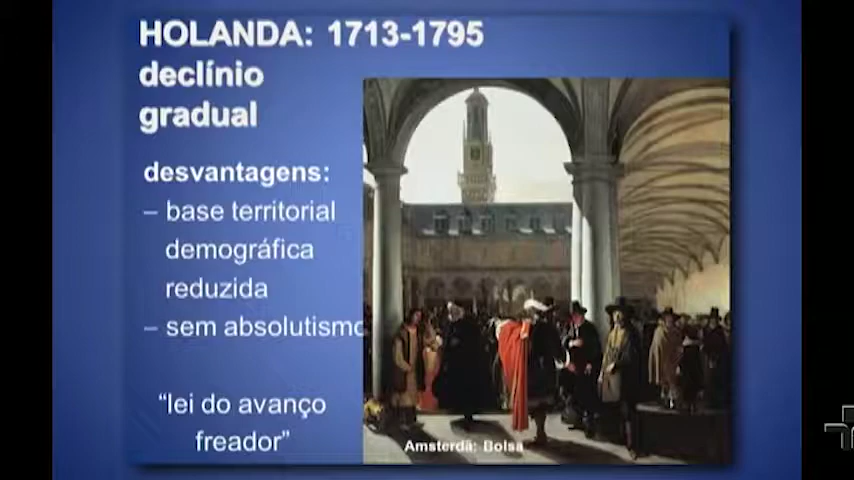 HOLANDA: 1713-1795
declínio
gradual
desvantagens:
– base territorial
demográfica
reduzida
– sem absolutismo
“lei do avanço
freador”
Amsterdã: Bolsa